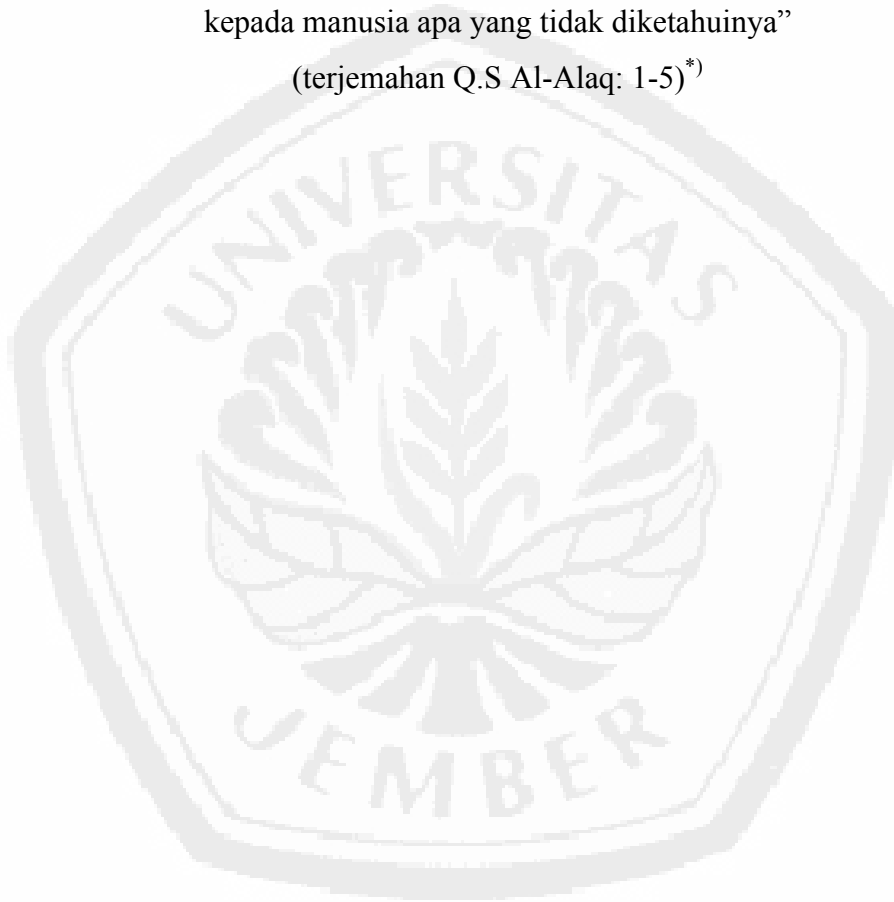 kepada manusia apa yang tidak diketahuinya”
(terjemahan Q.S Al-Alaq: 1-5)*)
UNIVERSITAS
JEMBER